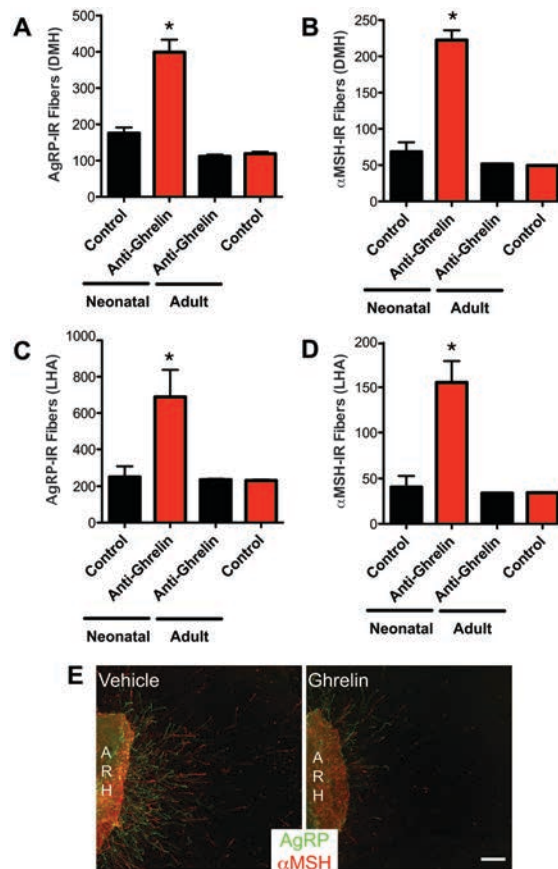 A
AgRP-IR Fibers (DMH)
500
400
300
200
100
0
*
Control
Anti-Ghrelin
Anti-Ghrelin
Control
Neonatal
Adult
B
αMSH-IR Fibers (DMH)
250
200
150
100
50
0
*
Control
Anti-Ghrelin
Anti-Ghrelin
Control
Neonatal
Adult
C
AgRP-IR Fibers (LHA)
1000
800
600
400
200
0
*
Control
Anti-Ghrelin
Anti-Ghrelin
Control
Neonatal
Adult
D
αMSH-IR Fibers (LHA)
200
150
100
50
0
*
Control
Anti-Ghrelin
Anti-Ghrelin
Control
Neonatal
Adult
E
Vehicle
A
R
H
Ghrelin
A
R
H
AgRP
αMSH